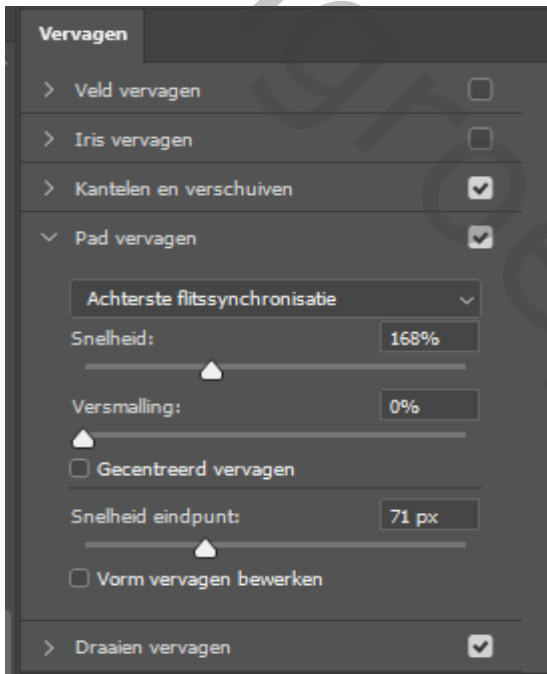 Vervagen
Veld vervagen
Iris vervagen
Kantelen en verschuiven
Pad vervagen
Achterste flitssynchronisatie
Snelheid: 168%
Versmalling: 0%
Gecentreerd vervagen
Snelheid eindpunt: 71 px
Vorm vervagen bewerken
Draaien vervagen